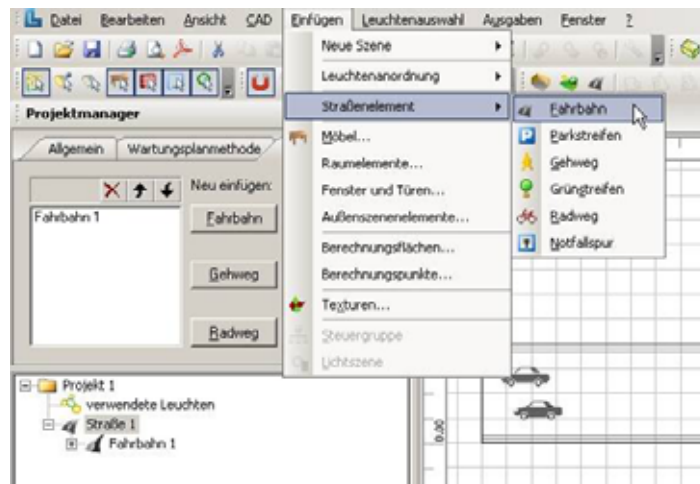 Datei Bearbeiten Ansicht CAD Einfügen Leuchtenauswahl Ausgaben Fenster ?
Neue Szene
Leuchtenanordnung
Straßenelement
Fahrbahn
Projektmanager
Möbel...
Parkstreifen
Allgemein Wartungsplanmethode
Raumelemente...
Gehweg
Neu einfügen:
Fenster und Türen...
Grünstreifen
Fahrbahn 1
Fahrbahn
Außenszenenelemente...
Radweg
Berechnungsflächen...
Notfallspur
Gehweg
Berechnungspunkte...
Texturen...
Radweg
Steuergruppe
Lichtszene
Projekt 1
verwendete Leuchten
Straße 1
Fahrbahn 1
0.00